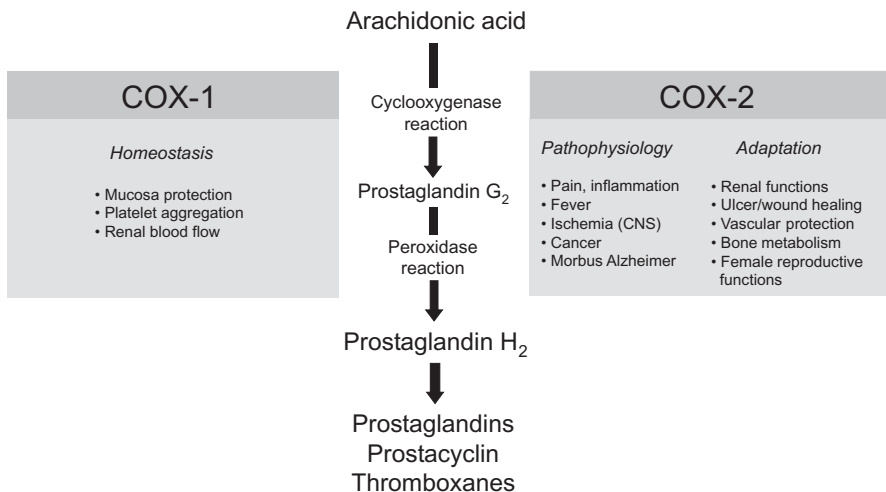 Arachidonic acid
COX-1
Homeostasis
• Mucosa protection
• Platelet aggregation
• Renal blood flow
Cyclooxygenase
reaction
Prostaglandin G₂
Peroxidase
reaction
Prostaglandin H₂
Prostaglandins
Prostacyclin
Thromboxanes
COX-2
Pathophysiology
• Pain, inflammation
• Fever
• Ischemia (CNS)
• Cancer
• Morbus Alzheimer
Adaptation
• Renal functions
• Ulcer/wound healing
• Vascular protection
• Bone metabolism
• Female reproductive
functions